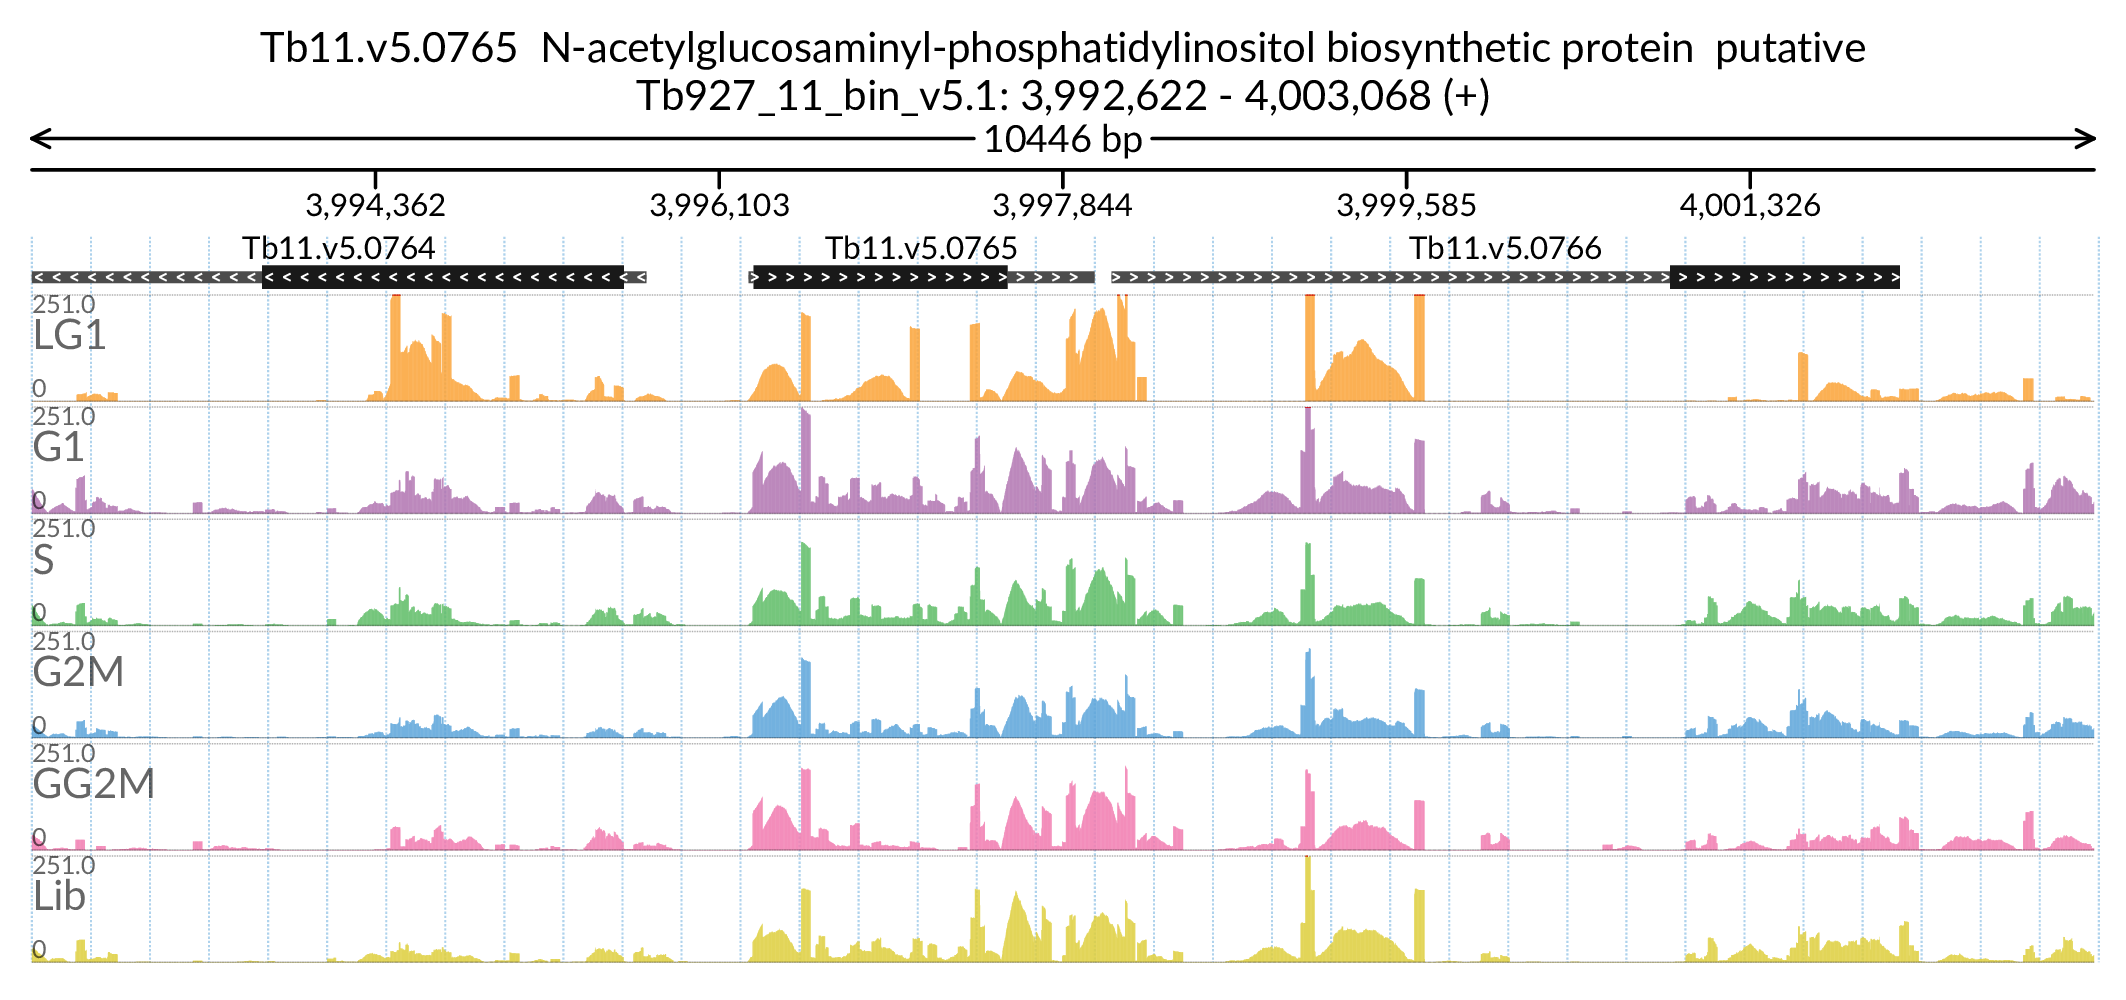 Tb11.v5.0765  N-acetylglucosaminyl-phosphatidylinositol biosynthetic protein  putative
Tb927_11_bin_v5.1: 3,992,622 - 4,003,068 (+)
10446 bp
3,994,362 3,996,103 3,997,844 3,999,585 4,001,326
Tb11.v5.0764 Tb11.v5.0765 Tb11.v5.0766
251.0
LG1
0
251.0
G1
0
251.0
S
0
251.0
G2M
0
251.0
GG2M
0
251.0
Lib
0